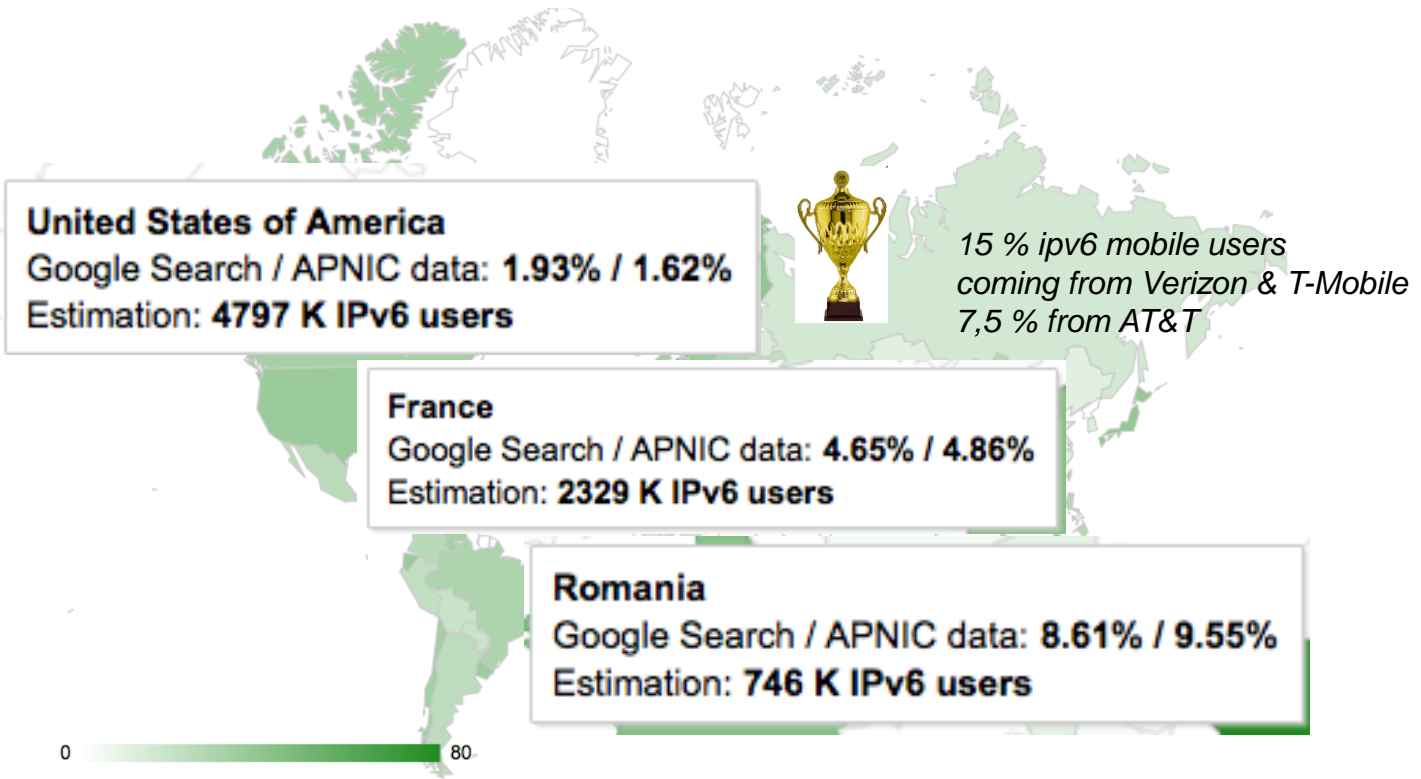 United States of America
Google Search / APNIC data: 1.93% / 1.62%
Estimation: 4797 K IPv6 users
15 % ipv6 mobile users
coming from Verizon & T-Mobile
7,5 % from AT&T
France
Google Search / APNIC data: 4.65% / 4.86%
Estimation: 2329 K IPv6 users
Romania
Google Search / APNIC data: 8.61% / 9.55%
Estimation: 746 K IPv6 users
0 80